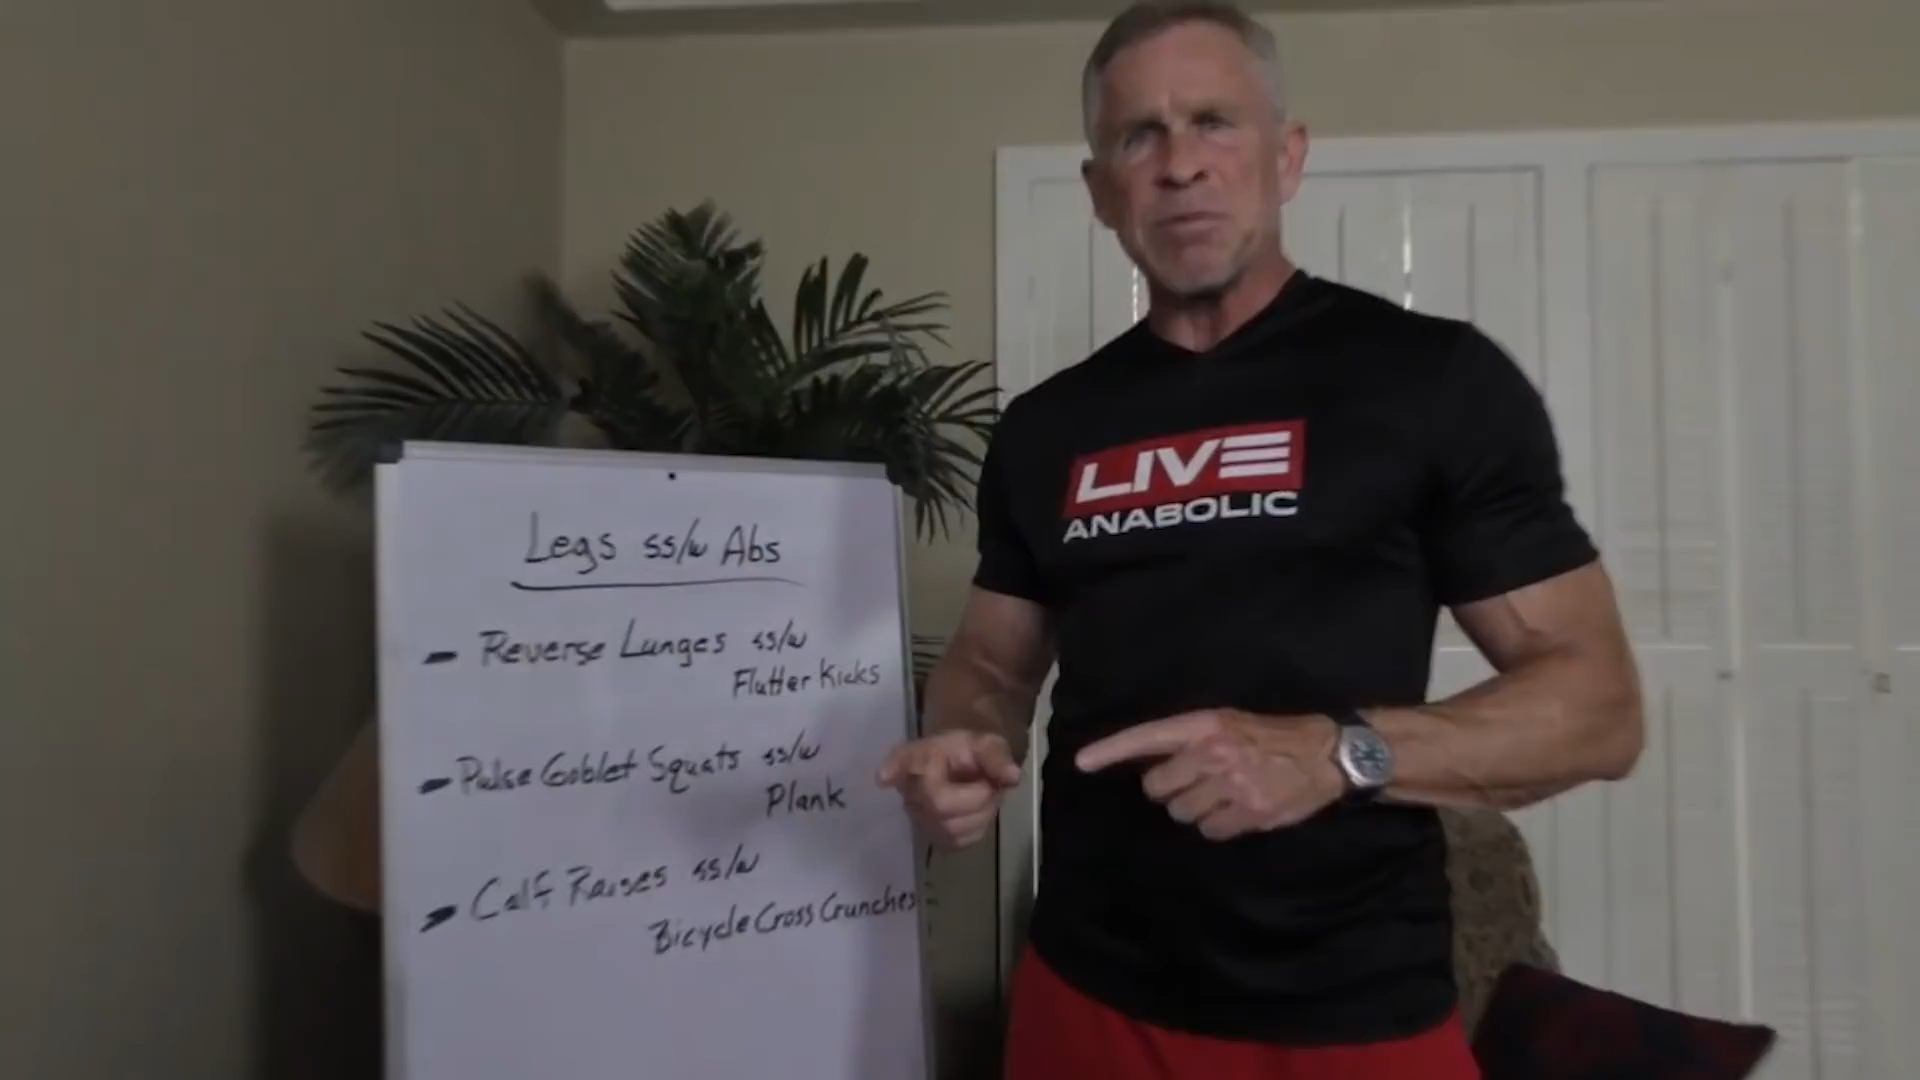 Legs ss/w Abs
- Reverse Lunges ss/w
Flutter Kicks
- Pulse Goblet Squats ss/w
Plank
- Calf Raises ss/w
Bicycle Cross Crunches
LIVE
ANABOLIC